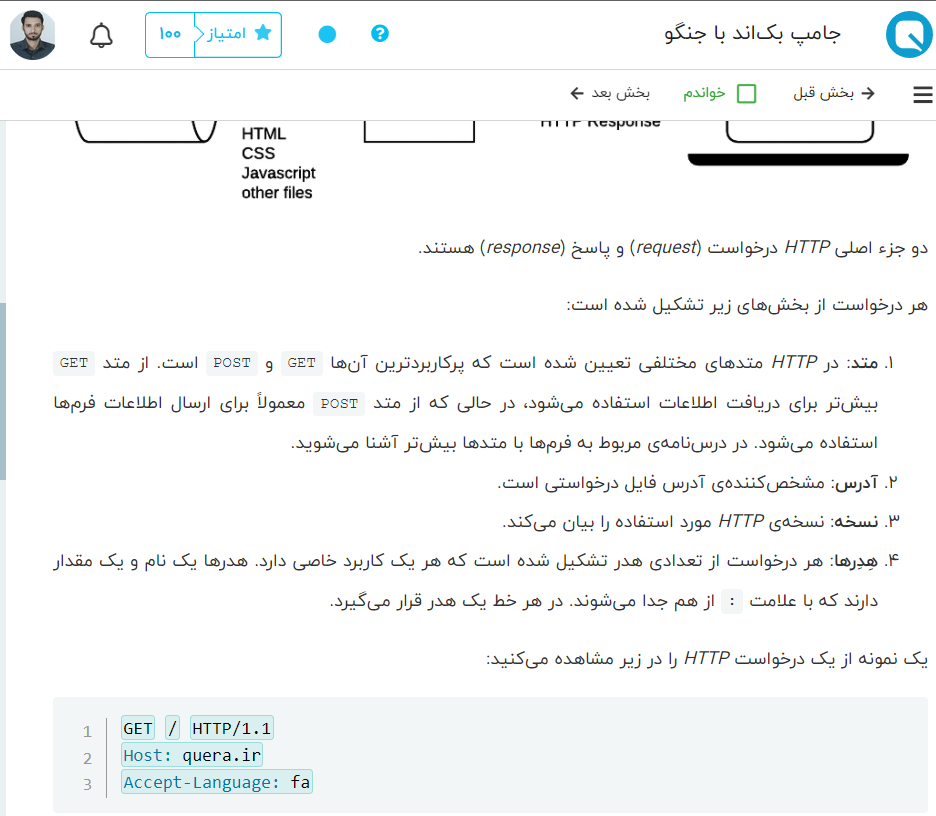 جامپ بک‌اند با جنگو
?
امتیاز
۱۰۰
→ بخش قبل
خواندم
بخش بعد ←
HTML
CSS
Javascript
other files
HTTP Response
دو جزء اصلی HTTP درخواست (request) و پاسخ (response) هستند.
هر درخواست از بخش‌های زیر تشکیل شده است:
۱. متد: در HTTP متدهای مختلفی تعیین شده است که پرکاربردترین آن‌ها GET و POST است. از متد GET
بیش‌تر برای دریافت اطلاعات استفاده می‌شود، در حالی که از متد POST معمولاً برای ارسال اطلاعات فرم‌ها
استفاده می‌شود. در درس‌نامه‌ی مربوط به فرم‌ها با متدها بیش‌تر آشنا می‌شوید.
۲. آدرس: مشخص‌کننده‌ی آدرس فایل درخواستی است.
۳. نسخه: نسخه‌ی HTTP مورد استفاده را بیان می‌کند.
۴. هِدِرها: هر درخواست از تعدادی هدر تشکیل شده است که هر یک کاربرد خاصی دارد. هدرها یک نام و یک مقدار
دارند که با علامت : از هم جدا می‌شوند. در هر خط یک هدر قرار می‌گیرد.
یک نمونه از یک درخواست HTTP را در زیر مشاهده می‌کنید:
1 GET / HTTP/1.1
2 Host: quera.ir
3 Accept-Language: fa